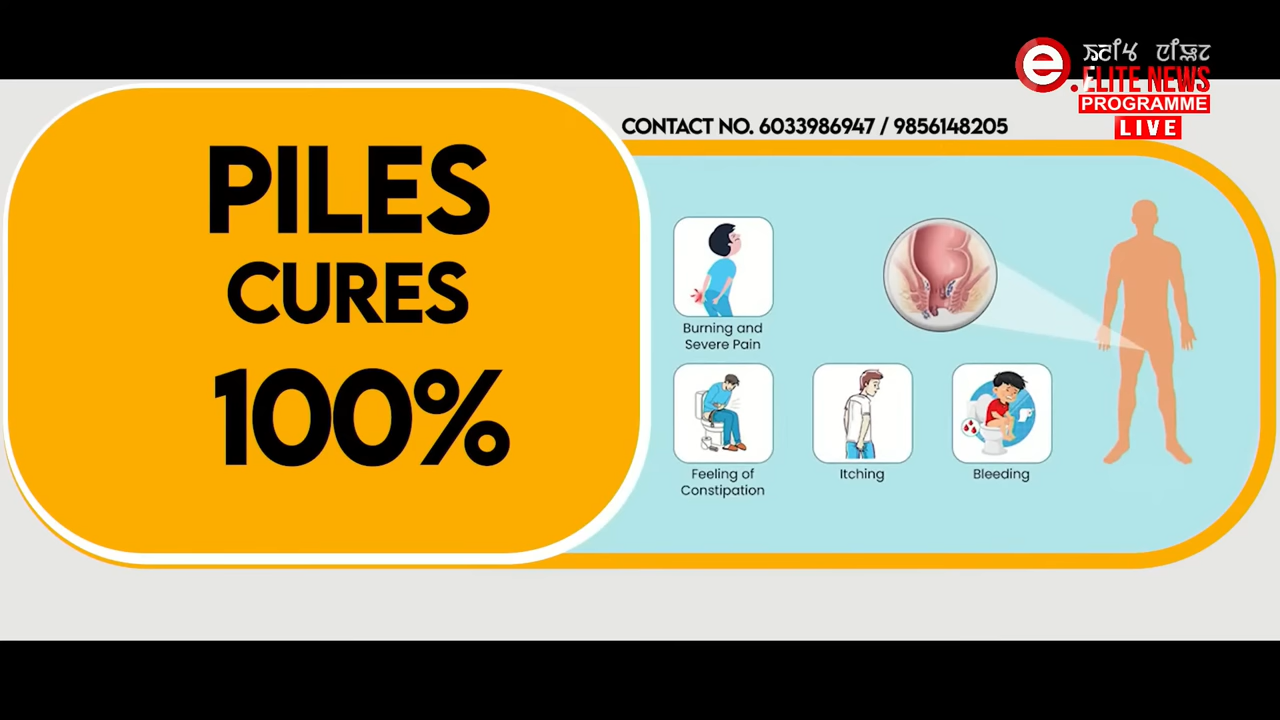 PILES
CURES
100%
CONTACT NO. 6033986947 / 9856148205
Burning and
Severe Pain
Feeling of
Constipation
Itching
Bleeding
e.
ELITE NEWS
PROGRAMME
LIVE